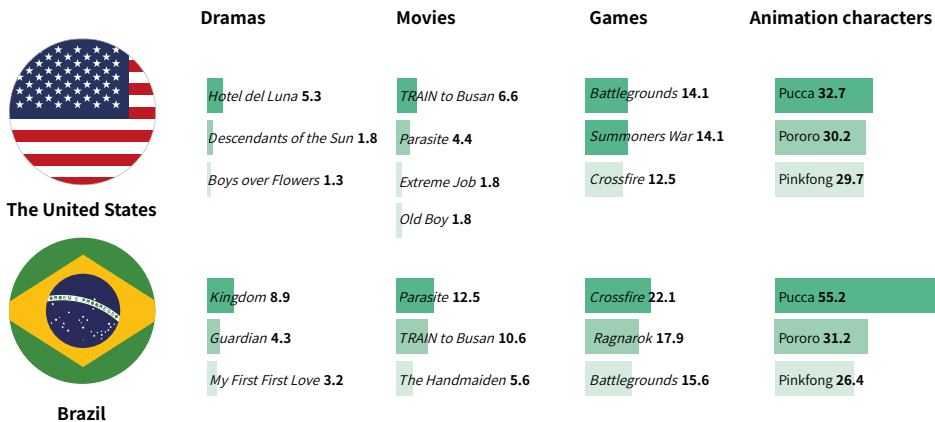 Dramas
Movies
Games
Animation characters
The United States
Hotel del Luna 5.3
Descendants of the Sun 1.8
Boys over Flowers 1.3
TRAIN to Busan 6.6
Parasite 4.4
Extreme Job 1.8
Old Boy 1.8
Battlegrounds 14.1
Summoners War 14.1
Crossfire 12.5
Pucca 32.7
Pororo 30.2
Pinkfong 29.7
ORDEM E PROGRESSO
Brazil
Kingdom 8.9
Guardian 4.3
My First First Love 3.2
Parasite 12.5
TRAIN to Busan 10.6
The Handmaiden 5.6
Crossfire 22.1
Ragnarok 17.9
Battlegrounds 15.6
Pucca 55.2
Pororo 31.2
Pinkfong 26.4